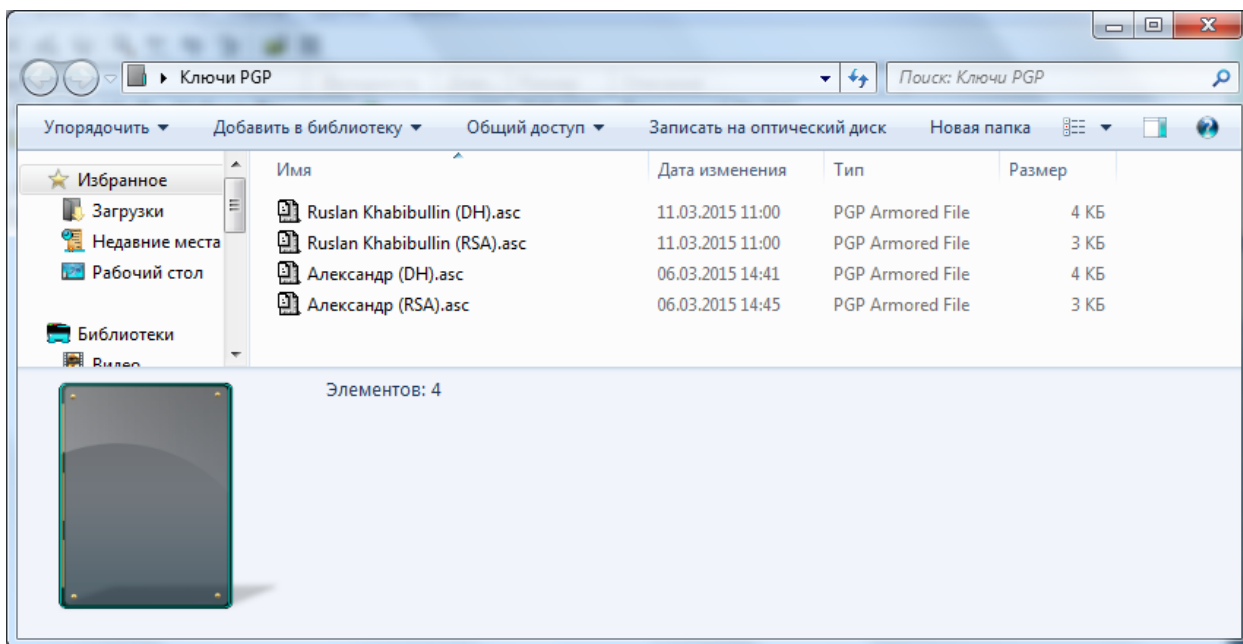 Ключи PGP
Поиск: Ключи PGP
Упорядочить Добавить в библиотеку Общий доступ Записать на оптический диск Новая папка
Избранное
Загрузки
Недавние места
Рабочий стол
Библиотеки
Видео
Имя Дата изменения Тип Размер
Ruslan Khabibullin (DH).asc 11.03.2015 11:00 PGP Armored File 4 КБ
Ruslan Khabibullin (RSA).asc 11.03.2015 11:00 PGP Armored File 3 КБ
Александр (DH).asc 06.03.2015 14:41 PGP Armored File 4 КБ
Александр (RSA).asc 06.03.2015 14:45 PGP Armored File 3 КБ
Элементов: 4